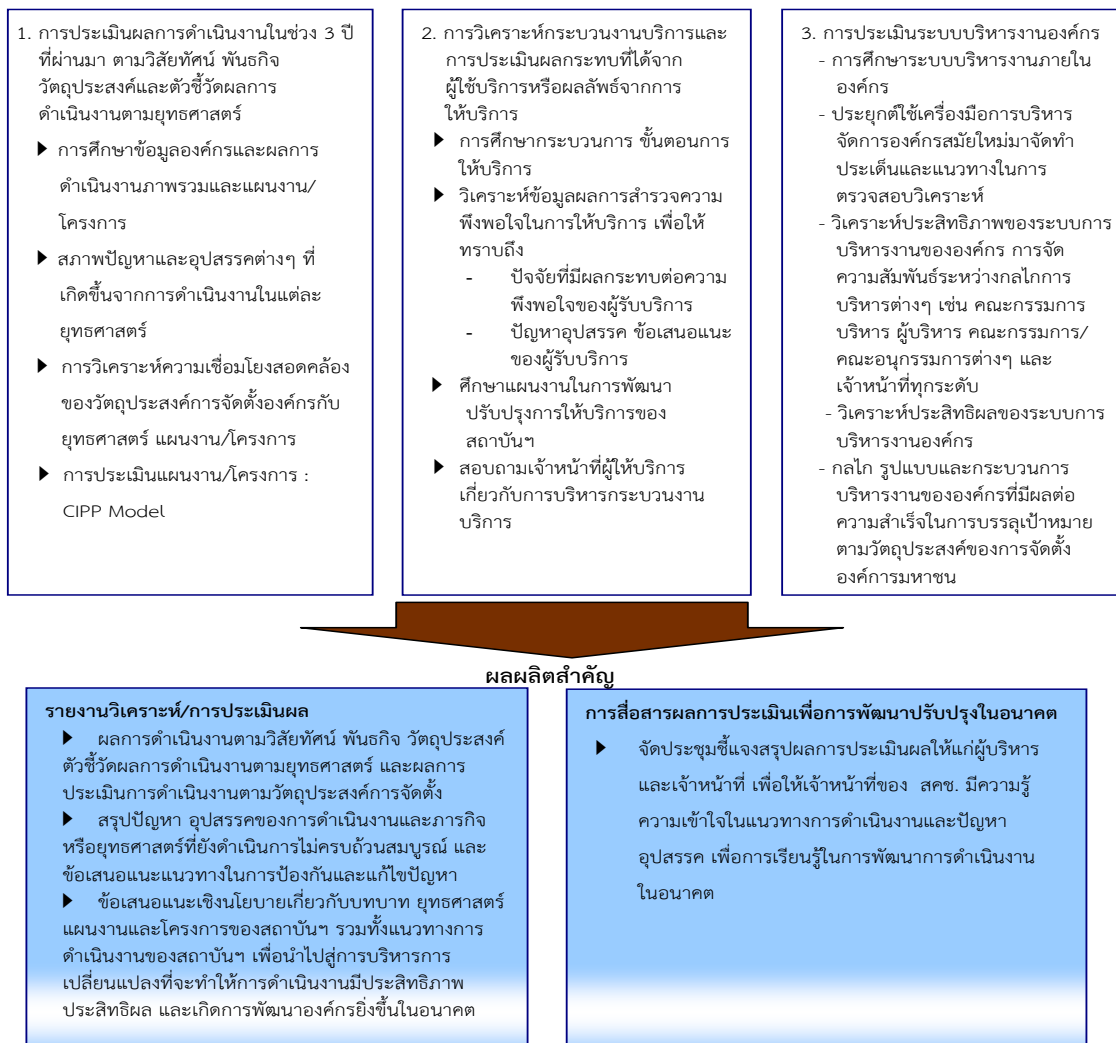 1. การประเมินผลการดำเนินงานในช่วง 3 ปี
ที่ผ่านมา ตามวิสัยทัศน์ พันธกิจ
วัตถุประสงค์และตัวชี้วัดผลการ
ดำเนินงานตามยุทธศาสตร์
▶ การศึกษาข้อมูลองค์กรและผลการ
ดำเนินงานภาพรวมและแผนงาน/
โครงการ
▶ สภาพปัญหาและอุปสรรคต่างๆ ที่
เกิดขึ้นจากการดำเนินงานในแต่ละ
ยุทธศาสตร์
▶ การวิเคราะห์ความเชื่อมโยงสอดคล้อง
ของวัตถุประสงค์การจัดตั้งองค์กรกับ
ยุทธศาสตร์ แผนงาน/โครงการ
▶ การประเมินแผนงาน/โครงการ :
CIPP Model
2. การวิเคราะห์กระบวนงานบริการและ
การประเมินผลกระทบที่ได้จาก
ผู้ใช้บริการหรือผลลัพธ์จากการ
ให้บริการ
▶ การศึกษากระบวนการ ขั้นตอนการ
ให้บริการ
▶ วิเคราะห์ข้อมูลผลการสำรวจความ
พึงพอใจในการให้บริการ เพื่อให้
ทราบถึง
- ปัจจัยที่มีผลกระทบต่อความ
พึงพอใจของผู้รับบริการ
- ปัญหาอุปสรรค ข้อเสนอแนะ
ของผู้รับบริการ
▶ ศึกษาแผนงานในการพัฒนา
ปรับปรุงการให้บริการของ
สถาบันฯ
▶ สอบถามเจ้าหน้าที่ผู้ให้บริการ
เกี่ยวกับการบริหารกระบวนงาน
บริการ
3. การประเมินระบบบริหารงานองค์กร
- การศึกษาระบบบริหารงานภายใน
องค์กร
- ประยุกต์ใช้เครื่องมือการบริหาร
จัดการองค์กรสมัยใหม่มาจัดทำ
ประเด็นและแนวทางในการ
ตรวจสอบวิเคราะห์
- วิเคราะห์ประสิทธิภาพของระบบการ
บริหารงานขององค์กร การจัด
ความสัมพันธ์ระหว่างกลไกการ
บริหารต่างๆ เช่น คณะกรรมการ
บริหาร ผู้บริหาร คณะกรรมการ/
คณะอนุกรรมการต่างๆ และ
เจ้าหน้าที่ทุกระดับ
- วิเคราะห์ประสิทธิผลของระบบการ
บริหารงานองค์กร
- กลไก รูปแบบและกระบวนการ
บริหารงานขององค์กรที่มีผลต่อ
ความสำเร็จในการบรรลุเป้าหมาย
ตามวัตถุประสงค์ของการจัดตั้ง
องค์การมหาชน
ผลผลิตสำคัญ
รายงานวิเคราะห์/การประเมินผล
▶ ผลการดำเนินงานตามวิสัยทัศน์ พันธกิจ วัตถุประสงค์
ตัวชี้วัดผลการดำเนินงานตามยุทธศาสตร์ และผลการ
ประเมินการดำเนินงานตามวัตถุประสงค์การจัดตั้ง
▶ สรุปปัญหา อุปสรรคของการดำเนินงานและภารกิจ
หรือยุทธศาสตร์ที่ยังดำเนินการไม่ครบถ้วนสมบูรณ์ และ
ข้อเสนอแนะแนวทางในการป้องกันและแก้ไขปัญหา
▶ ข้อเสนอแนะเชิงนโยบายเกี่ยวกับบทบาท ยุทธศาสตร์
แผนงานและโครงการของสถาบันฯ รวมทั้งแนวทางการ
ดำเนินงานของสถาบันฯ เพื่อนำไปสู่การบริหารการ
เปลี่ยนแปลงที่จะทำให้การดำเนินงานมีประสิทธิภาพ
ประสิทธิผล และเกิดการพัฒนาองค์กรยิ่งขึ้นในอนาคต
การสื่อสารผลการประเมินเพื่อการพัฒนาปรับปรุงในอนาคต
▶ จัดประชุมชี้แจงสรุปผลการประเมินผลให้แก่ผู้บริหาร
และเจ้าหน้าที่ เพื่อให้เจ้าหน้าที่ของ สคช. มีความรู้
ความเข้าใจในแนวทางการดำเนินงานและปัญหา
อุปสรรค เพื่อการเรียนรู้ในการพัฒนาการดำเนินงาน
ในอนาคต